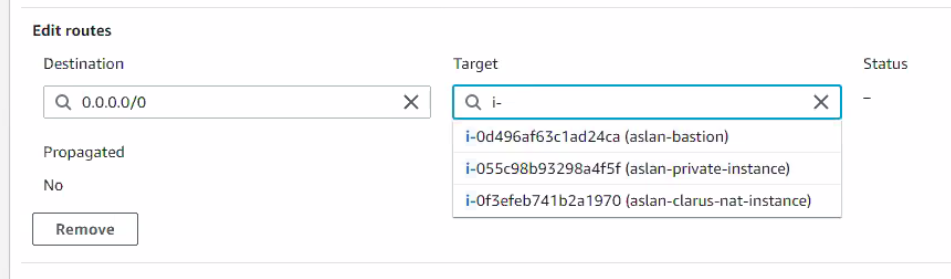 Edit routes
Destination
Target
Status
0.0.0.0/0
i-
–
i-0d496af63c1ad24ca (aslan-bastion)
Propagated
i-055c98b93298a4f5f (aslan-private-instance)
No
i-0f3efeb741b2a1970 (aslan-clarus-nat-instance)
Remove